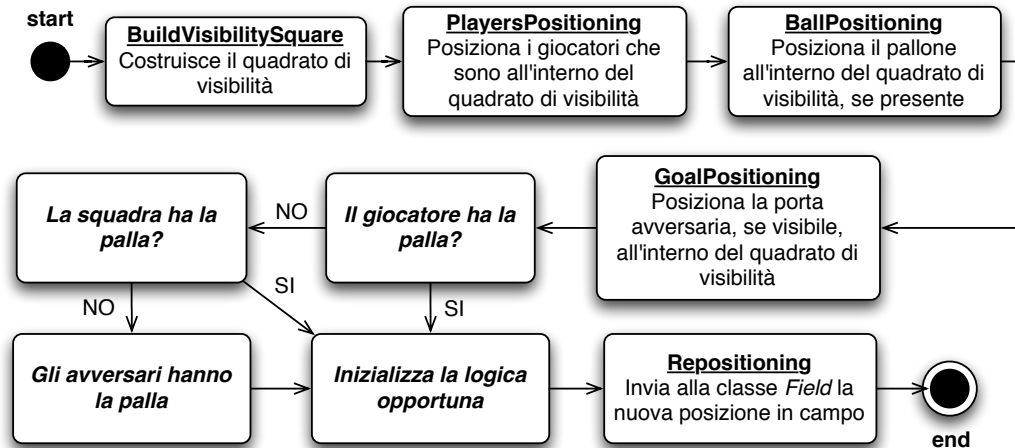 start
BuildVisibilitySquare
Costruisce il quadrato di
visibilità
PlayersPositioning
Posiziona i giocatori che
sono all'interno del
quadrato di visibilità
BallPositioning
Posiziona il pallone
all'interno del quadrato di
visibilità, se presente
GoalPositioning
Posiziona la porta
avversaria, se visibile,
all'interno del quadrato di
visibilità
Il giocatore ha la
palla?
NO
La squadra ha la
palla?
SI
NO
SI
Gli avversari hanno
la palla
Inizializza la logica
opportuna
Repositioning
Invia alla classe Field la
nuova posizione in campo
end